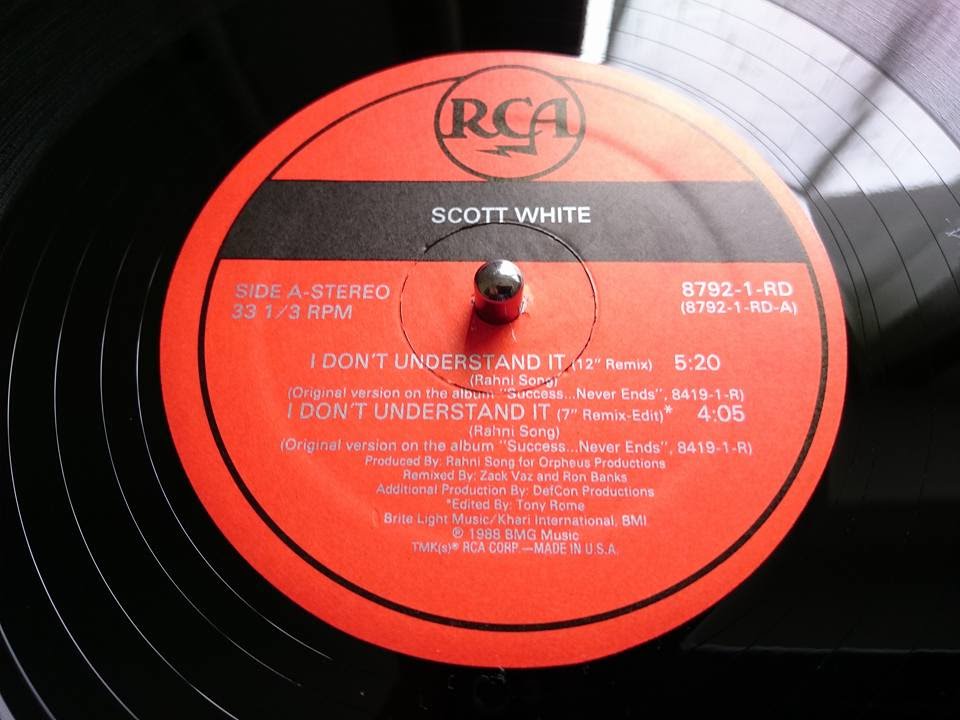 RCA
SCOTT WHITE
SIDE A-STEREO 8792-1-RD
33 1/3 RPM (8792-1-RD-A)
I DON'T UNDERSTAND IT (12" Remix) 5:20
(Rahni Song)
(Original version on the album "Success...Never Ends", 8419-1-R)
I DON'T UNDERSTAND IT (7" Remix-Edit)* 4:05
(Rahni Song)
(Original version on the album "Success...Never Ends", 8419-1-R)
Produced By: Rahni Song for Orpheus Productions
Remixed By: Zack Vaz and Ron Banks
Additional Production By: DefCon Productions
*Edited By: Tony Rome
Brite Light Music/Khari International, BMI
℗ 1988 BMG Music
TMK(s)® RCA CORP.—MADE IN U.S.A.